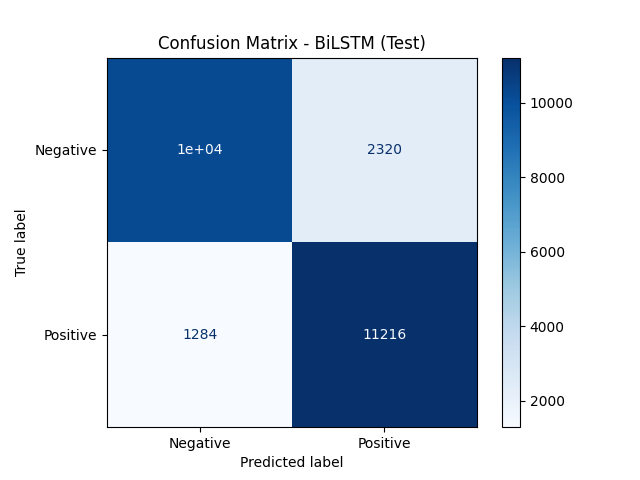 Confusion Matrix - BiLSTM (Test)
Negative
1e+04
2320
10000
8000
6000
4000
2000
True label
Positive
1284
11216
Negative
Positive
Predicted label